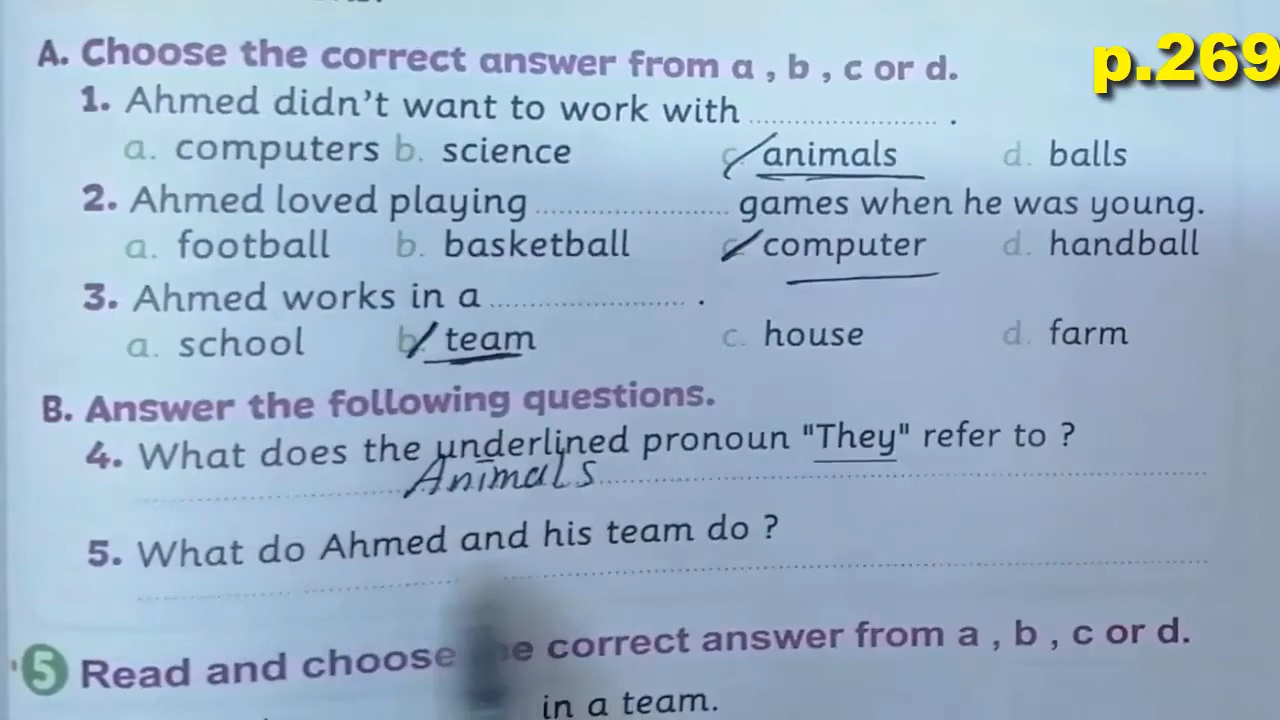 A. Choose the correct answer from a , b , c or d.
p.269
1. Ahmed didn't want to work with .................... .
a. computers b. science c. animals d. balls
2. Ahmed loved playing .................... games when he was young.
a. football b. basketball c. computer d. handball
3. Ahmed works in a .................... .
a. school b. team c. house d. farm
B. Answer the following questions.
4. What does the underlined pronoun "They" refer to ?
Animals
5. What do Ahmed and his team do ?
5 Read and choose correct answer from a , b , c or d.
in a team.